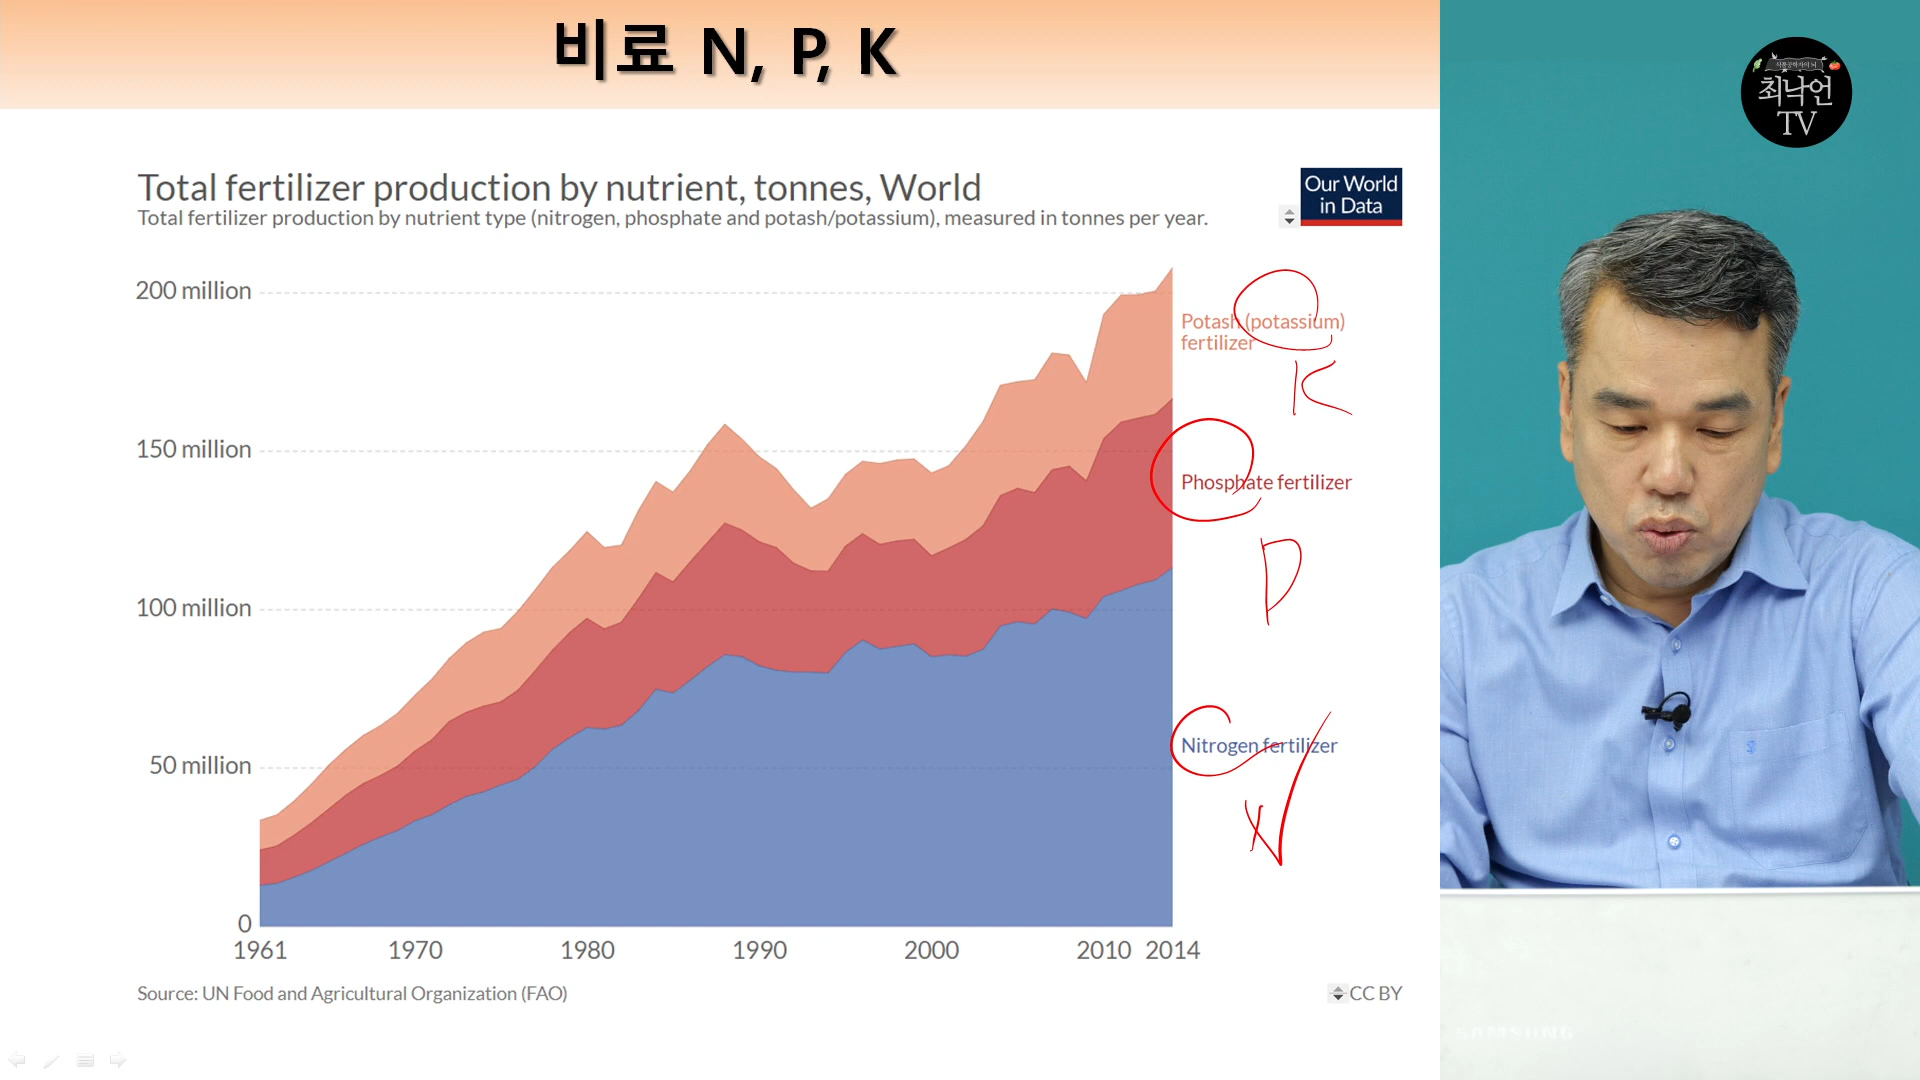 비료 N, P, K
최낙언
TV
Total fertilizer production by nutrient, tonnes, World
Total fertilizer production by nutrient type (nitrogen, phosphate and potash/potassium), measured in tonnes per year.
Our World
in Data
200 million
150 million
100 million
50 million
0
1961 1970 1980 1990 2000 2010 2014
Potash (potassium)
fertilizer
K
Phosphate fertilizer
P
Nitrogen fertilizer
N
Source: UN Food and Agricultural Organization (FAO)
CC BY
SAMSUNG